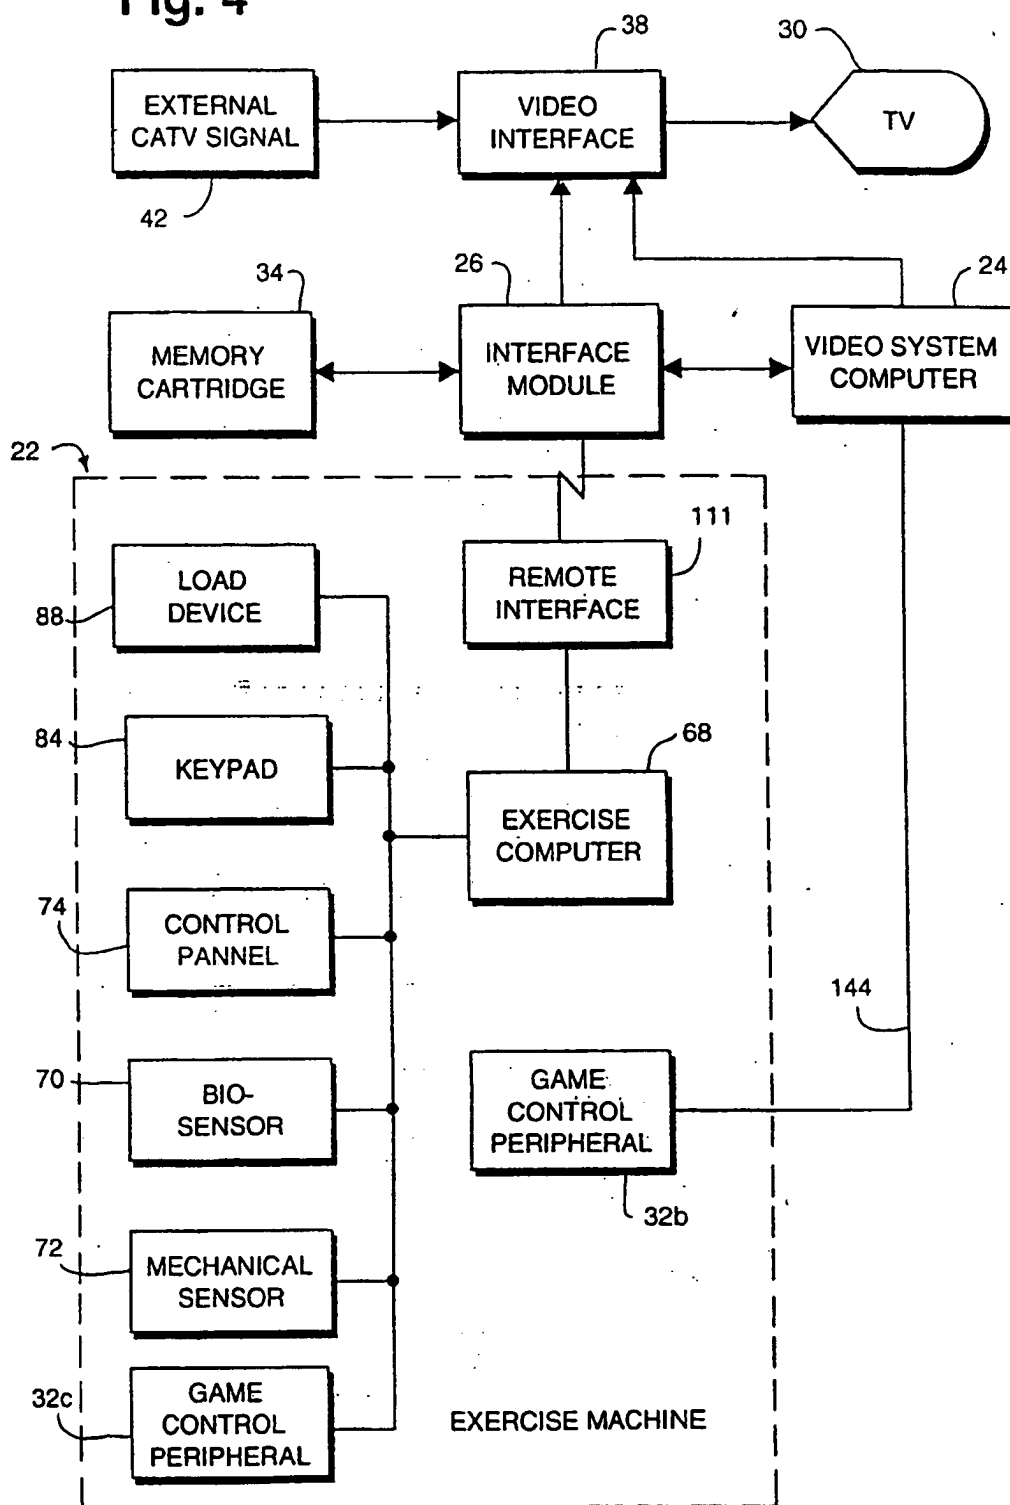 Fig. 4
38
30
EXTERNAL
CATV SIGNAL
VIDEO
INTERFACE
TV
42
34
26
24
MEMORY
CARTRIDGE
INTERFACE
MODULE
VIDEO SYSTEM
COMPUTER
22
111
LOAD
DEVICE
REMOTE
INTERFACE
88
84
68
KEYPAD
EXERCISE
COMPUTER
74
CONTROL
PANNEL
144
70
BIO-
SENSOR
GAME
CONTROL
PERIPHERAL
32b
72
MECHANICAL
SENSOR
32c
GAME
CONTROL
PERIPHERAL
EXERCISE MACHINE